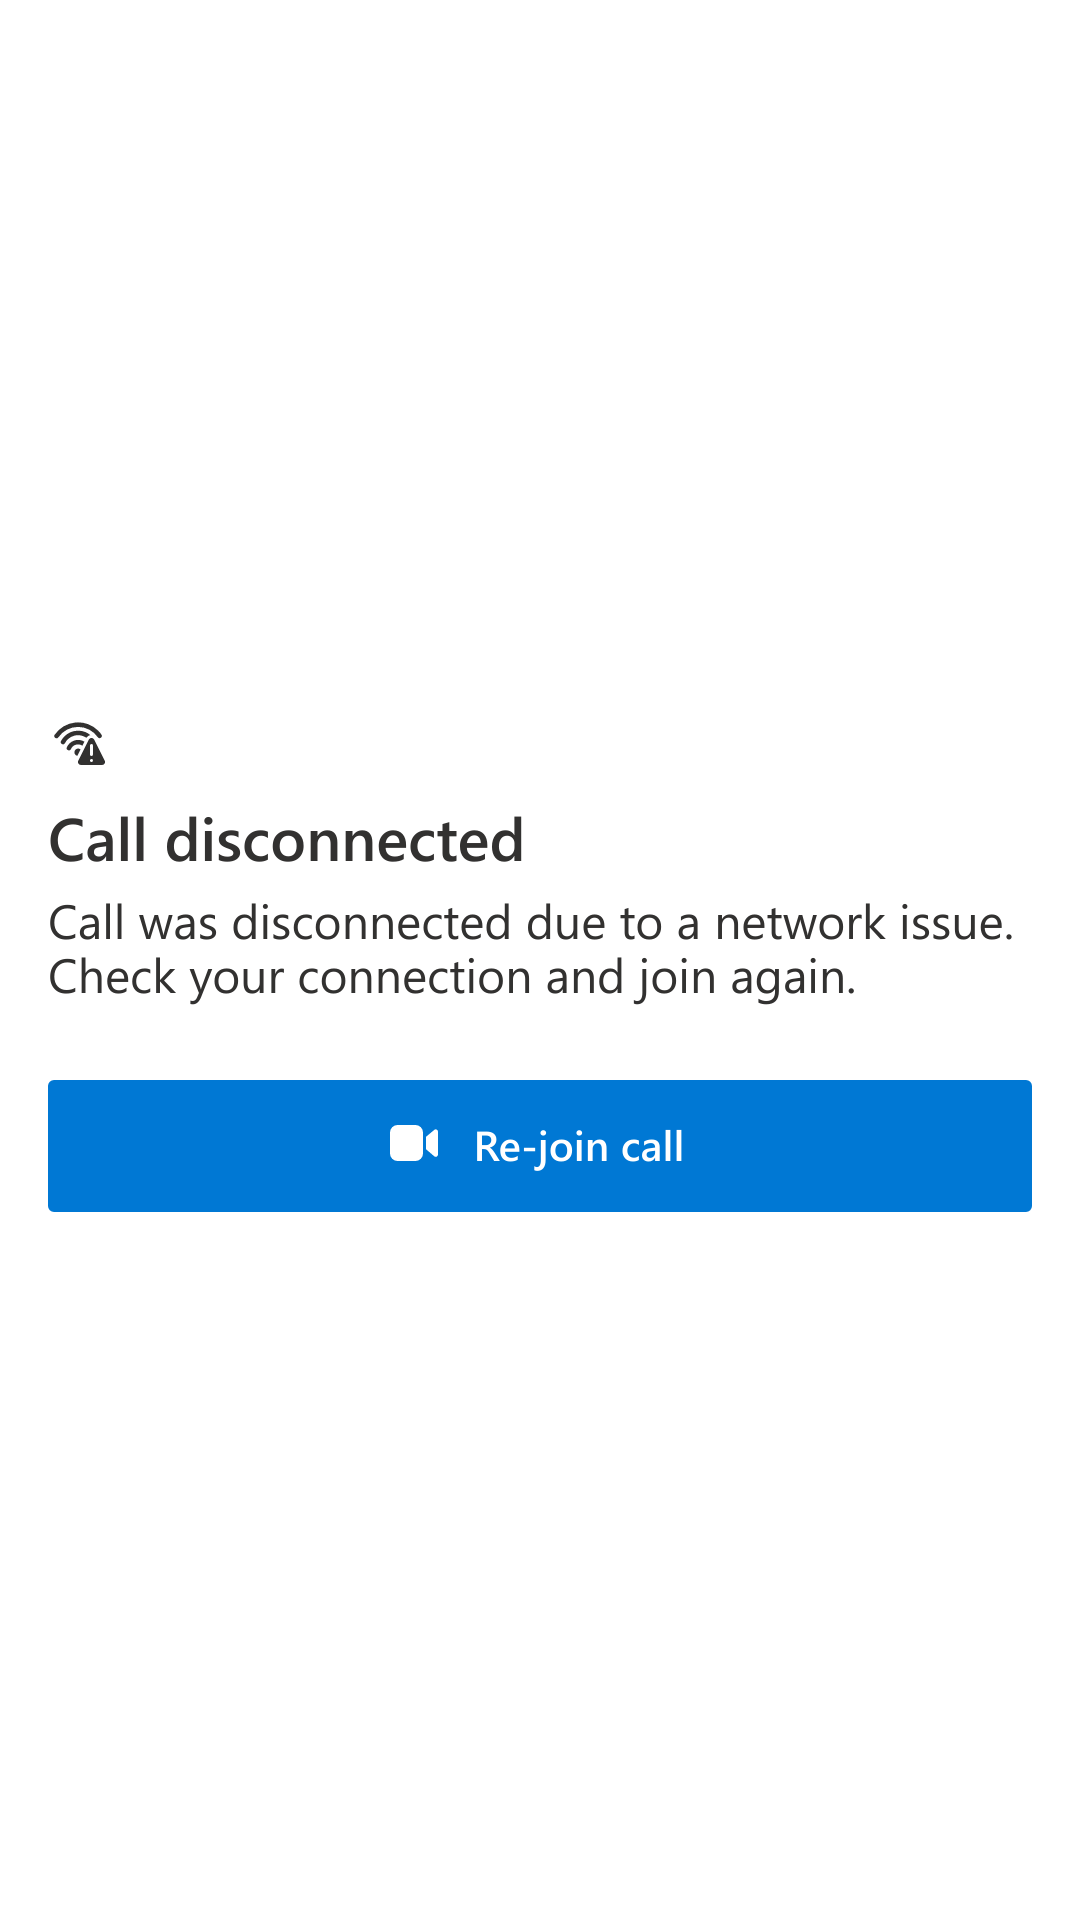 Call disconnected
Call was disconnected due to a network issue.
Check your connection and join again.
Re-join call